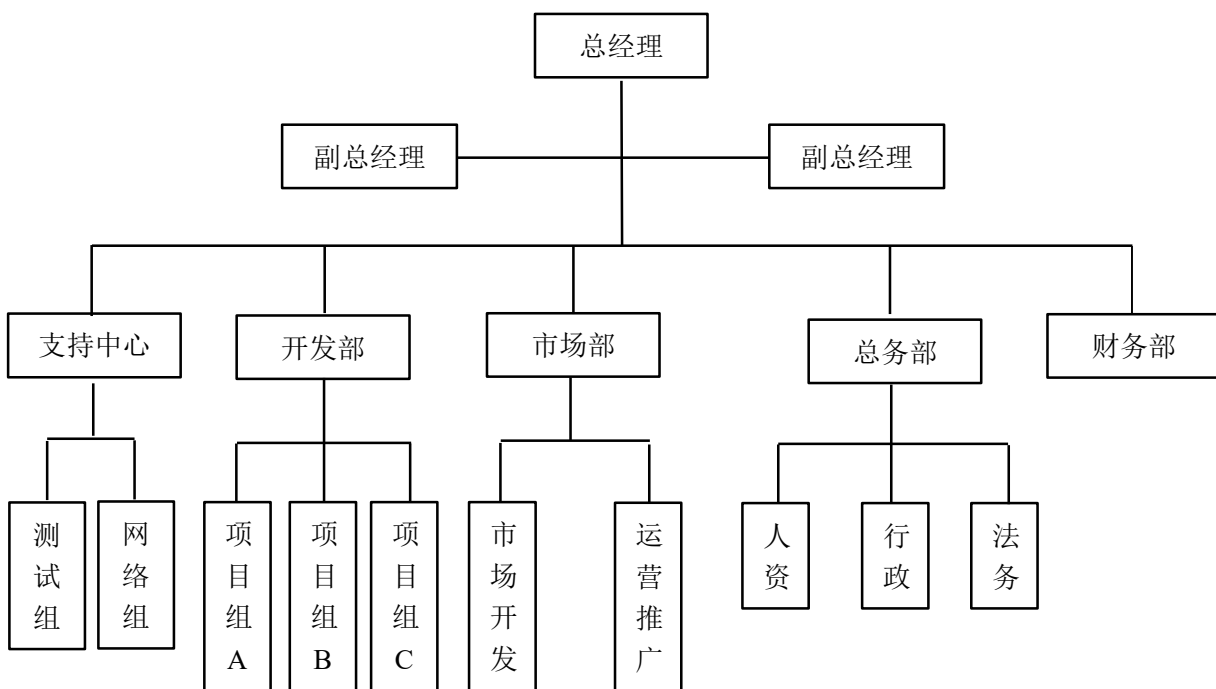 总经理
副总经理
副总经理
支持中心
开发部
市场部
总务部
财务部
测试组
网络组
项目组A
项目组B
项目组C
市场开发
运营推广
人资
行政
法务